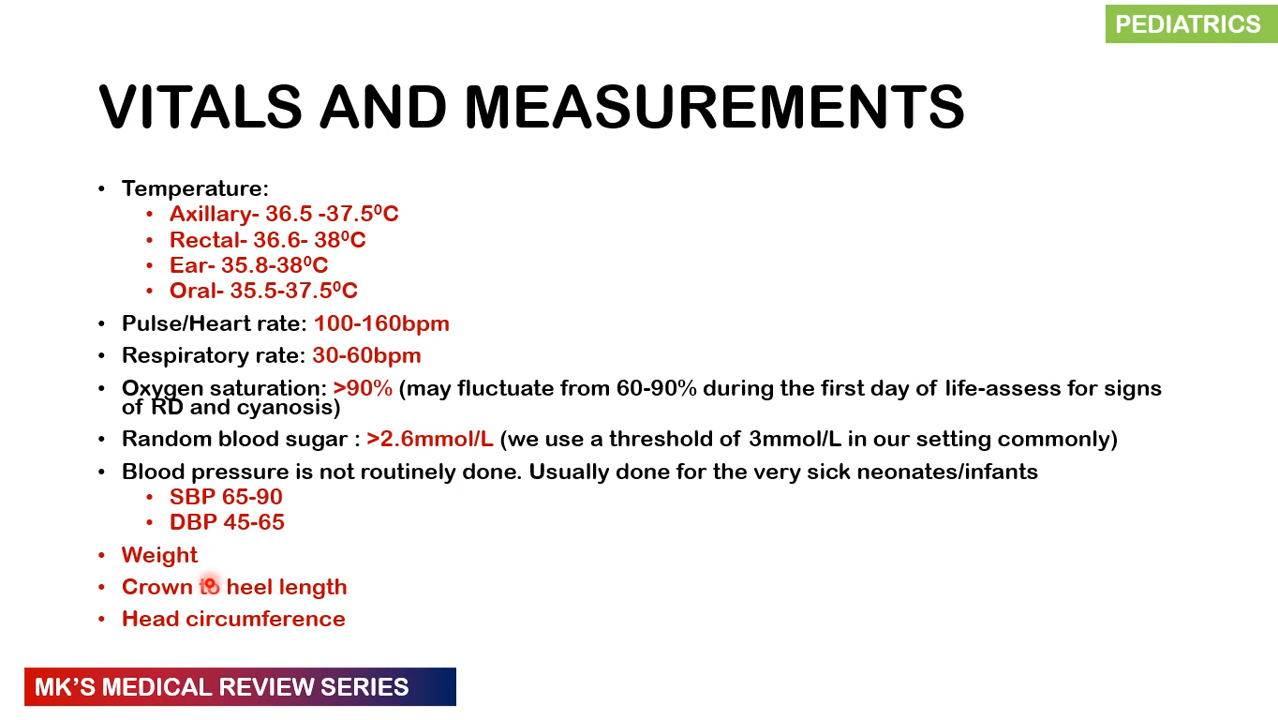 PEDIATRICS
VITALS AND MEASUREMENTS
• Temperature:
• Axillary- 36.5 -37.5⁰C
• Rectal- 36.6- 38⁰C
• Ear- 35.8-38⁰C
• Oral- 35.5-37.5⁰C
• Pulse/Heart rate: 100-160bpm
• Respiratory rate: 30-60bpm
• Oxygen saturation: >90% (may fluctuate from 60-90% during the first day of life-assess for signs
of RD and cyanosis)
• Random blood sugar : >2.6mmol/L (we use a threshold of 3mmol/L in our setting commonly)
• Blood pressure is not routinely done. Usually done for the very sick neonates/infants
• SBP 65-90
• DBP 45-65
• Weight
• Crown to heel length
• Head circumference
MK'S MEDICAL REVIEW SERIES